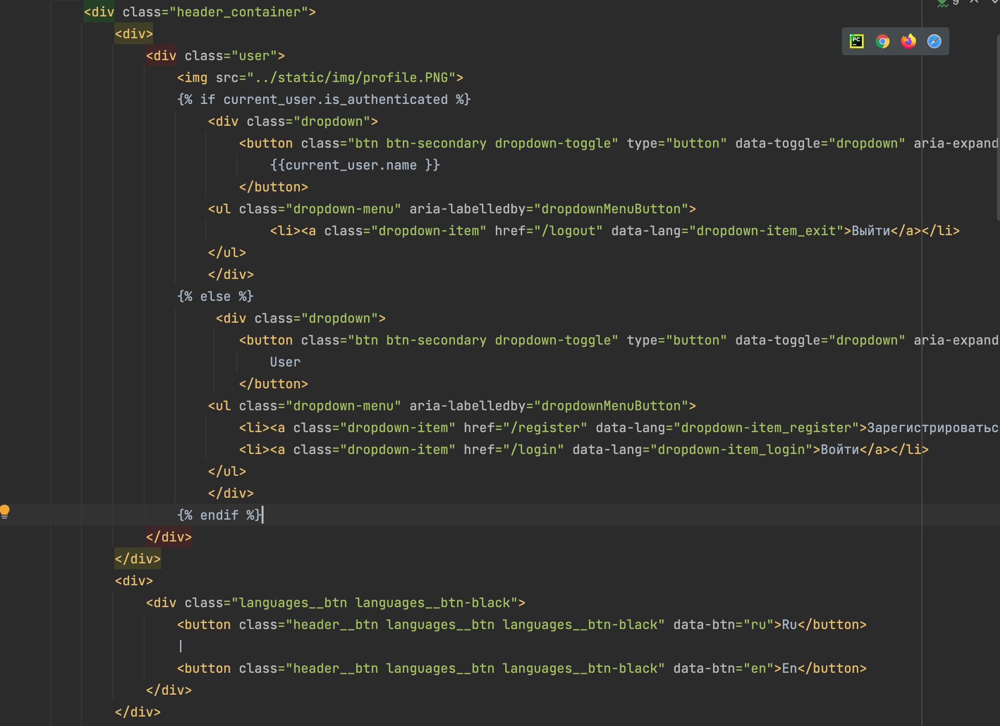 9
<div class="header_container">
<div>
PC
<div class="user">
<img src="../static/img/profile.PNG">
{% if current_user.is_authenticated %}
<div class="dropdown">
<button class="btn btn-secondary dropdown-toggle" type="button" data-toggle="dropdown" aria-expand
{{current_user.name }}
</button>
<ul class="dropdown-menu" aria-labelledby="dropdownMenuButton">
<li><a class="dropdown-item" href="/logout" data-lang="dropdown-item_exit">Выйти</a></li>
</ul>
</div>
{% else %}
<div class="dropdown">
<button class="btn btn-secondary dropdown-toggle" type="button" data-toggle="dropdown" aria-expand
User
</button>
<ul class="dropdown-menu" aria-labelledby="dropdownMenuButton">
<li><a class="dropdown-item" href="/register" data-lang="dropdown-item_register">Зарегистрироватьс
<li><a class="dropdown-item" href="/login" data-lang="dropdown-item_login">Войти</a></li>
</ul>
</div>
{% endif %}
</div>
</div>
<div>
<div class="languages__btn languages__btn-black">
<button class="header__btn languages__btn languages__btn-black" data-btn="ru">Ru</button>
|
<button class="header__btn languages__btn languages__btn-black" data-btn="en">En</button>
</div>
</div>